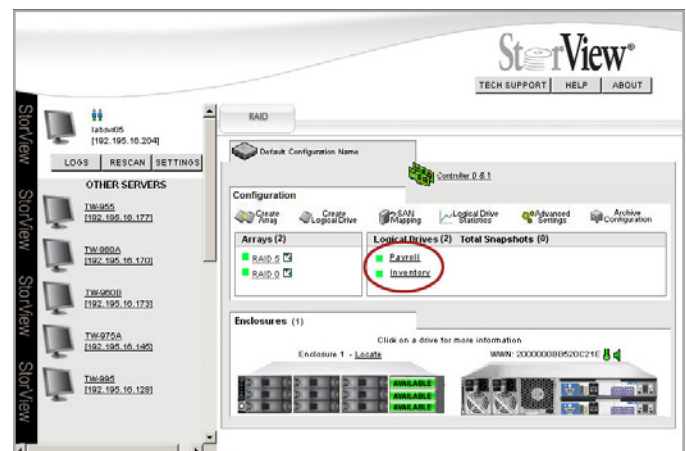 StorView®
TECH SUPPORT HELP ABOUT
StorView
StorView
StorView
StorView
labsv05
[192.195.16.204]
LOGS RESCAN SETTINGS
OTHER SERVERS
TW-955
[192.195.16.177]
TW-980A
[192.195.16.170]
TW-960B
[192.195.16.173]
TW-975A
[192.195.16.145]
TW-995
[192.195.16.128]
RAID
Default Configuration Name
Controller 0 & 1
Configuration
Create Array
Create Logical Drive
SAN Mapping
Logical Drive Statistics
Advanced Settings
Archive Configuration
Arrays (2)
RAID 5
RAID 0
Logical Drives (2) Total Snapshots (0)
Payroll
Inventory
Enclosures (1)
Click on a drive for more information
Enclosure 1 - Locate
WWN:
AVAILABLE
AVAILABLE
AVAILABLE